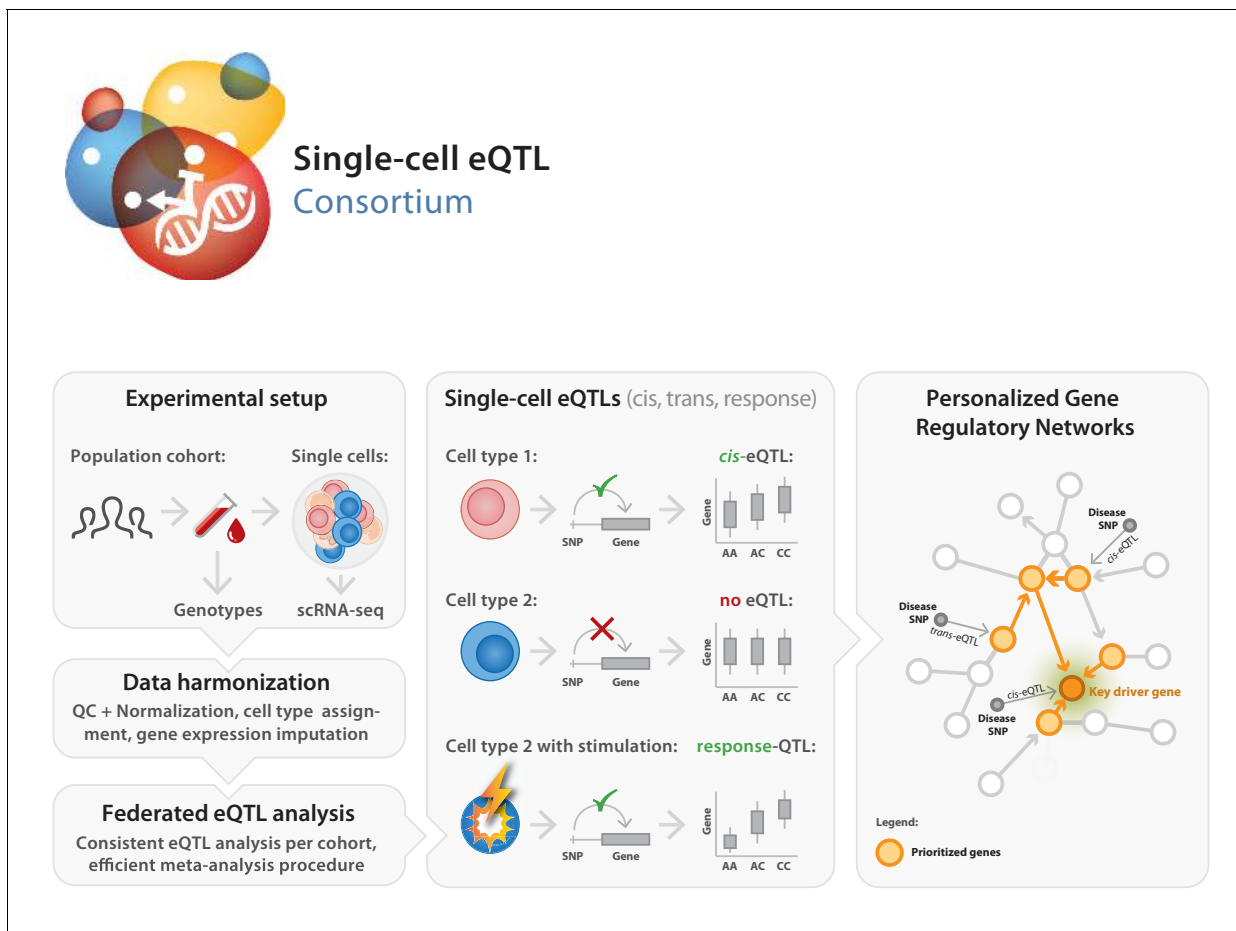 Single-cell eQTL
Consortium
Experimental setup
Population cohort:
Single cells:
Genotypes
scRNA-seq
Data harmonization
QC + Normalization, cell type assign-
ment, gene expression imputation
Federated eQTL analysis
Consistent eQTL analysis per cohort,
efficient meta-analysis procedure
Single-cell eQTLs (cis, trans, response)
Cell type 1:
cis-eQTL:
SNP
Gene
Gene
AA
AC
CC
Cell type 2:
no eQTL:
SNP
Gene
Gene
AA
AC
CC
Cell type 2 with stimulation:
response-QTL:
SNP
Gene
Gene
AA
AC
CC
Personalized Gene
Regulatory Networks
Disease
SNP
cis-eQTL
Disease
SNP
trans-eQTL
cis-eQTL
Key driver gene
Disease
SNP
Legend:
Prioritized genes